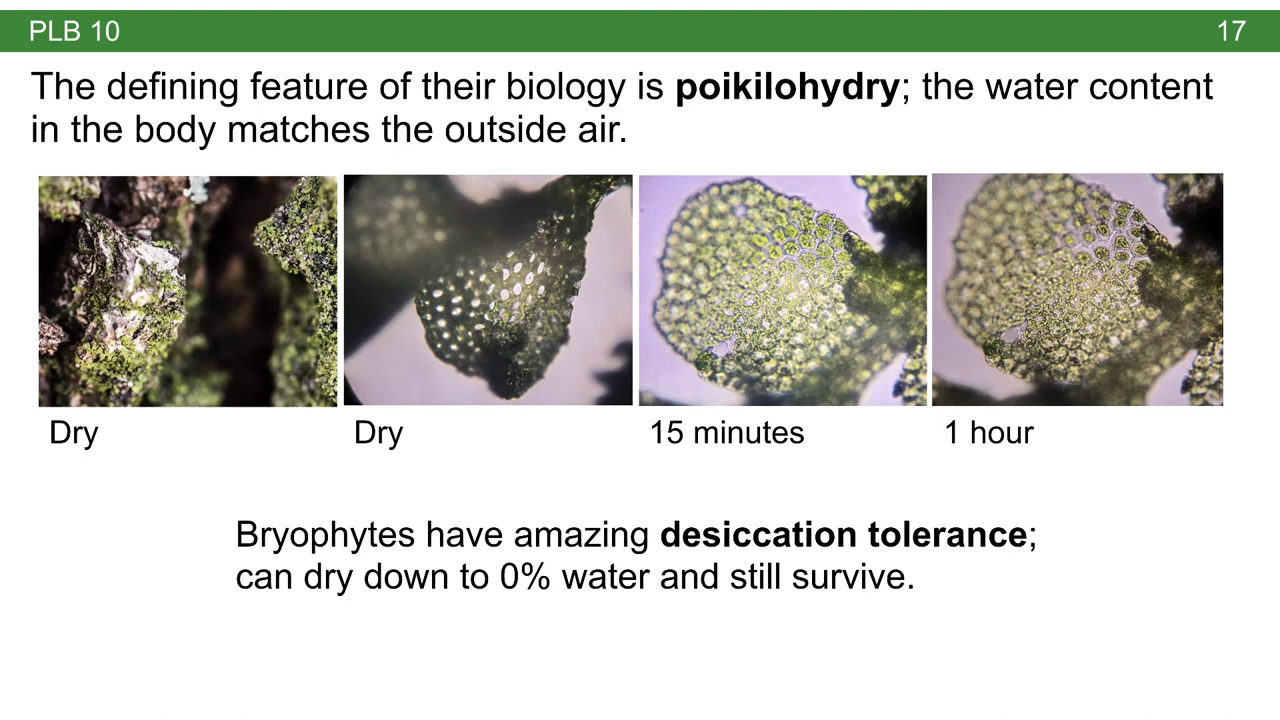 PLB 10 17
The defining feature of their biology is poikilohydry; the water content
in the body matches the outside air.
Dry Dry 15 minutes 1 hour
Bryophytes have amazing desiccation tolerance;
can dry down to 0% water and still survive.